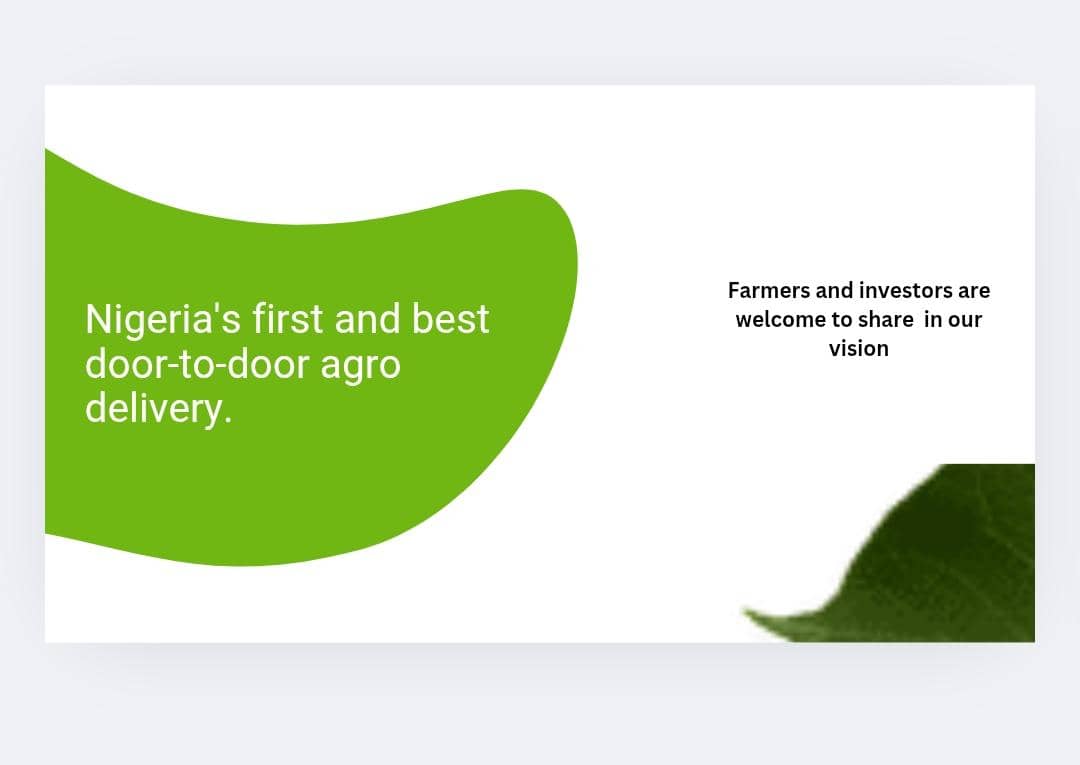 Nigeria's first and best
door-to-door agro
delivery.
Farmers and investors are
welcome to share  in our
vision